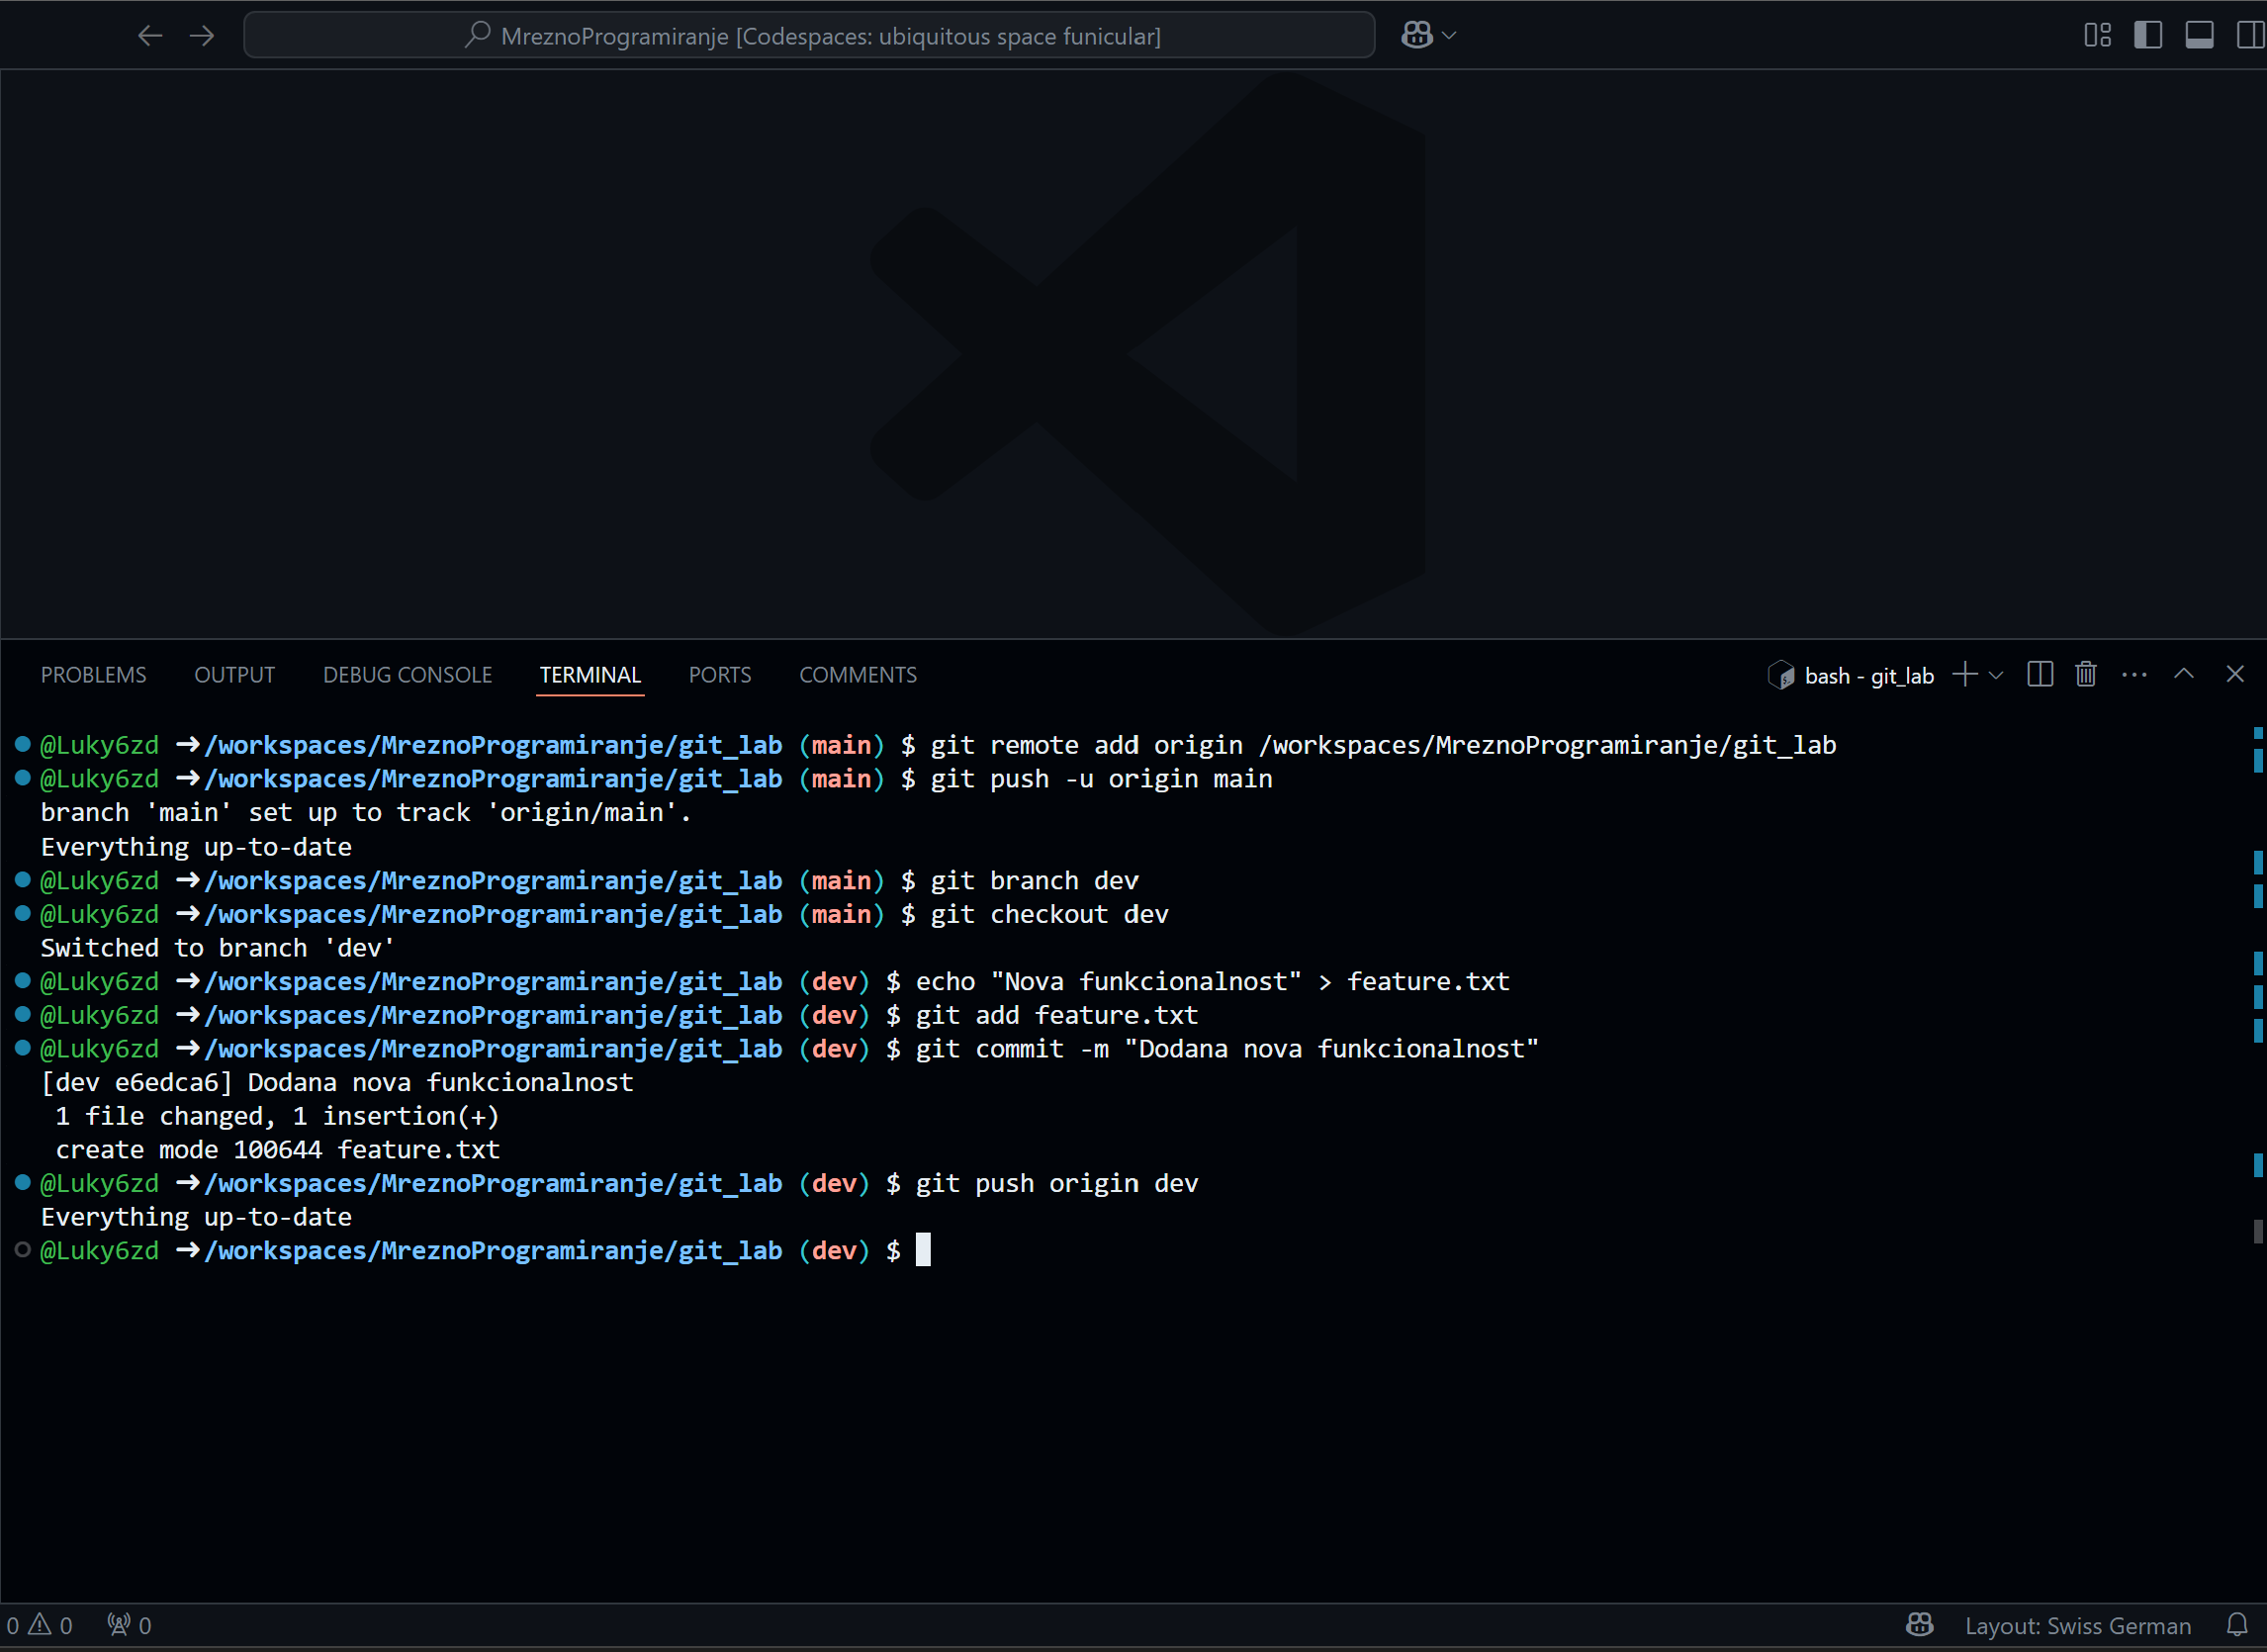 MreznoProgramiranje [Codespaces: ubiquitous space funicular]
PROBLEMS OUTPUT DEBUG CONSOLE TERMINAL PORTS COMMENTS bash - git_lab
@Luky6zd ➜/workspaces/MreznoProgramiranje/git_lab (main) $ git remote add origin /workspaces/MreznoProgramiranje/git_lab
@Luky6zd ➜/workspaces/MreznoProgramiranje/git_lab (main) $ git push -u origin main
branch 'main' set up to track 'origin/main'.
Everything up-to-date
@Luky6zd ➜/workspaces/MreznoProgramiranje/git_lab (main) $ git branch dev
@Luky6zd ➜/workspaces/MreznoProgramiranje/git_lab (main) $ git checkout dev
Switched to branch 'dev'
@Luky6zd ➜/workspaces/MreznoProgramiranje/git_lab (dev) $ echo "Nova funkcionalnost" > feature.txt
@Luky6zd ➜/workspaces/MreznoProgramiranje/git_lab (dev) $ git add feature.txt
@Luky6zd ➜/workspaces/MreznoProgramiranje/git_lab (dev) $ git commit -m "Dodana nova funkcionalnost"
[dev e6edca6] Dodana nova funkcionalnost
 1 file changed, 1 insertion(+)
 create mode 100644 feature.txt
@Luky6zd ➜/workspaces/MreznoProgramiranje/git_lab (dev) $ git push origin dev
Everything up-to-date
@Luky6zd ➜/workspaces/MreznoProgramiranje/git_lab (dev) $
0 0 0 Layout: Swiss German